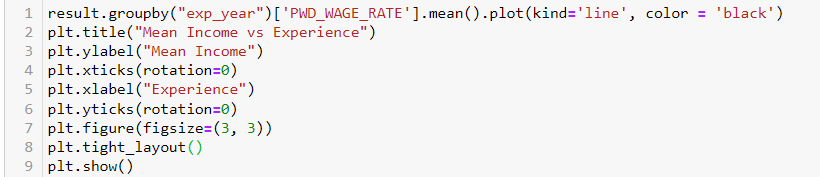 1 result.groupby("exp_year")['PWD_WAGE_RATE'].mean().plot(kind='line', color = 'black')
2 plt.title("Mean Income vs Experience")
3 plt.ylabel("Mean Income")
4 plt.xticks(rotation=0)
5 plt.xlabel("Experience")
6 plt.yticks(rotation=0)
7 plt.figure(figsize=(3, 3))
8 plt.tight_layout()
9 plt.show()